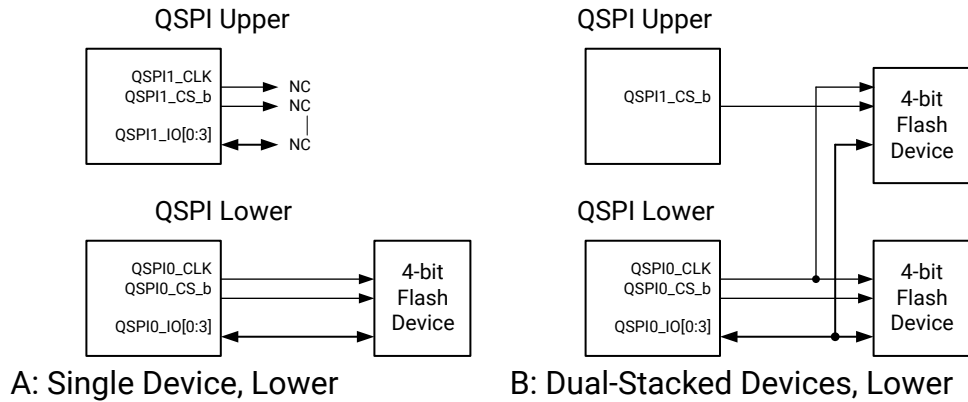 QSPI Upper
QSPI1_CLK
NC
QSPI1_CS_b
NC
QSPI1_IO[0:3]
NC
QSPI Lower
QSPI0_CLK
QSPI0_CS_b
QSPI0_IO[0:3]
4-bit
Flash
Device
A: Single Device, Lower
QSPI Upper
QSPI1_CS_b
4-bit
Flash
Device
QSPI Lower
QSPI0_CLK
QSPI0_CS_b
QSPI0_IO[0:3]
4-bit
Flash
Device
B: Dual-Stacked Devices, Lower